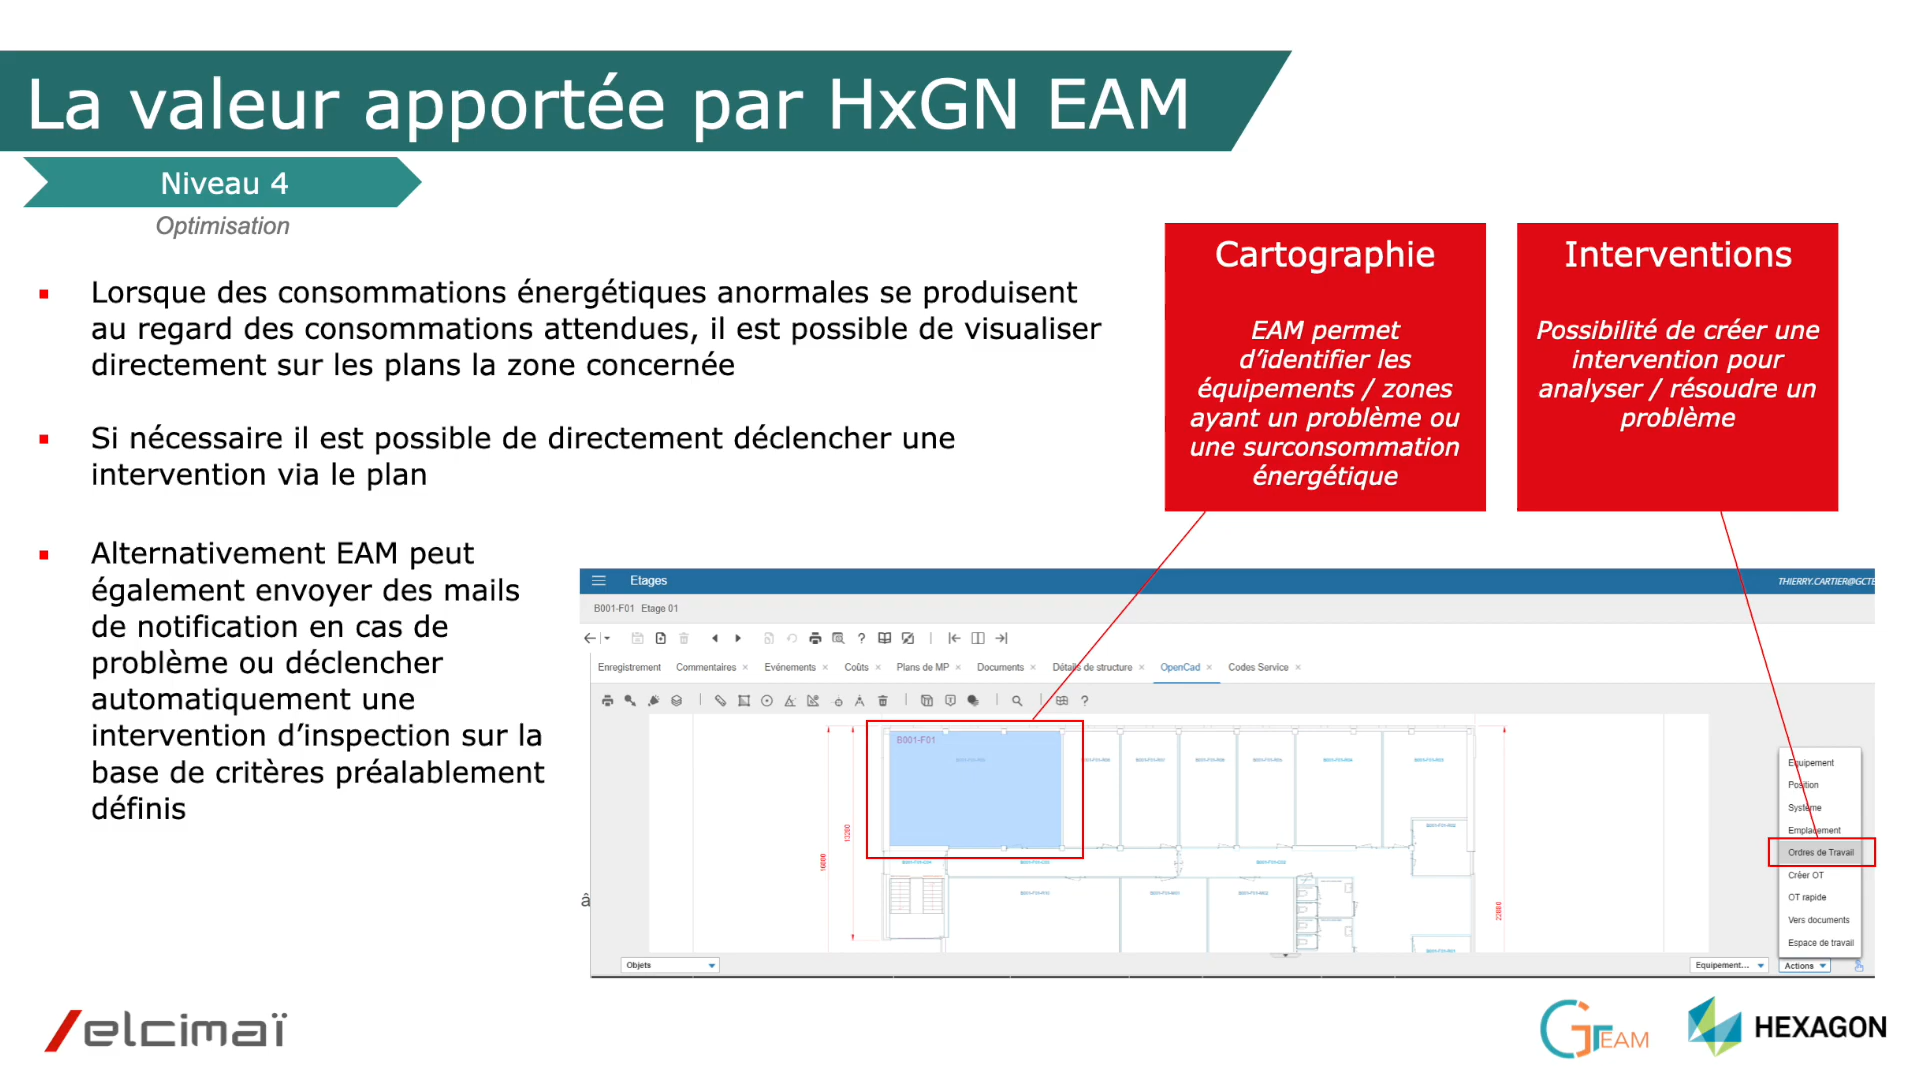 La valeur apportée par HxGN EAM
Niveau 4
Optimisation
Lorsque des consommations énergétiques anormales se produisent
au regard des consommations attendues, il est possible de visualiser
directement sur les plans la zone concernée
Si nécessaire il est possible de directement déclencher une
intervention via le plan
Alternativement EAM peut
également envoyer des mails
de notification en cas de
problème ou déclencher
automatiquement une
intervention d’inspection sur la
base de critères préalablement
définis
Cartographie
EAM permet
d’identifier les
équipements / zones
ayant un problème ou
une surconsommation
énergétique
Interventions
Possibilité de créer une
intervention pour
analyser / résoudre un
problème
Etages
THIERRY.CARTIER@GCTE
B001-F01 Etage 01
Enregistrement Commentaires Evénements Coûts Plans de MP Documents Détails de structure OpenCad Codes Service
B001-F01
13200
16000
22800
à
Equipement
Position
Système
Emplacement
Ordres de Travail
Créer OT
OT rapide
Vers documents
Espace de travail
Objets
Equipement...
Actions
elcimaï
GTEAM
HEXAGON